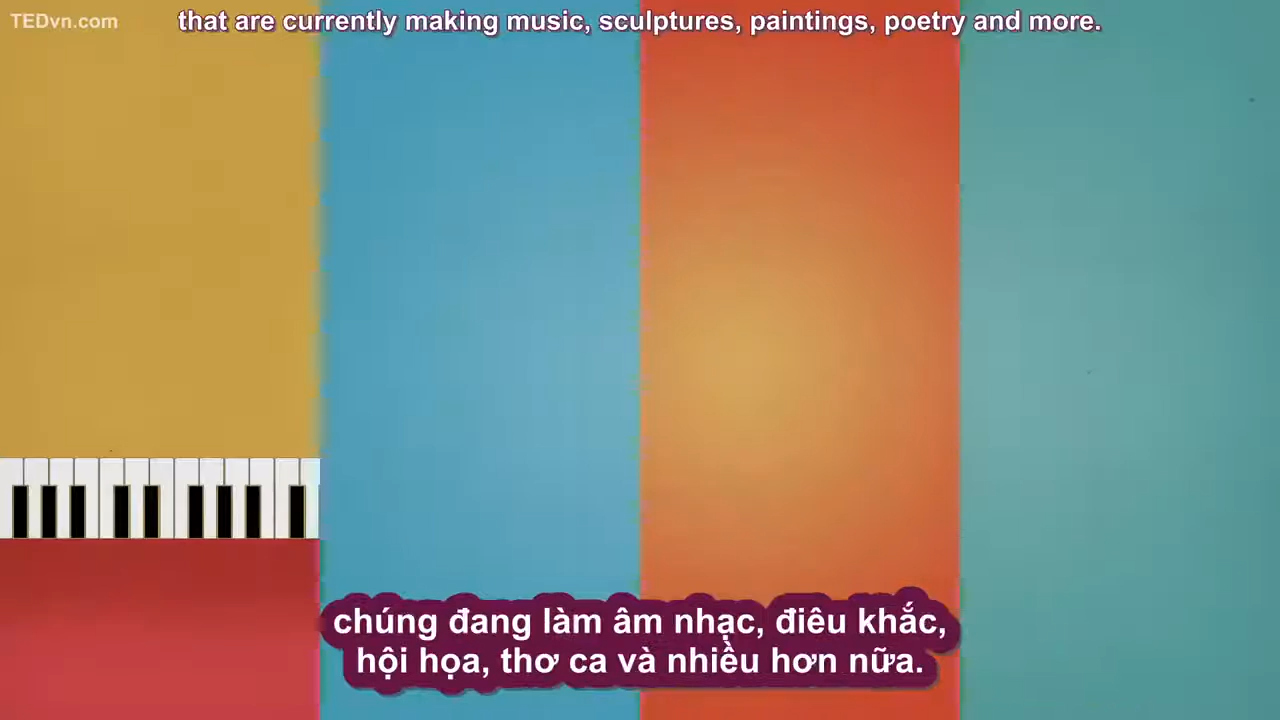 TEDvn.com
that are currently making music, sculptures, paintings, poetry and more.
chúng đang làm âm nhạc, điêu khắc,
hội họa, thơ ca và nhiều hơn nữa.